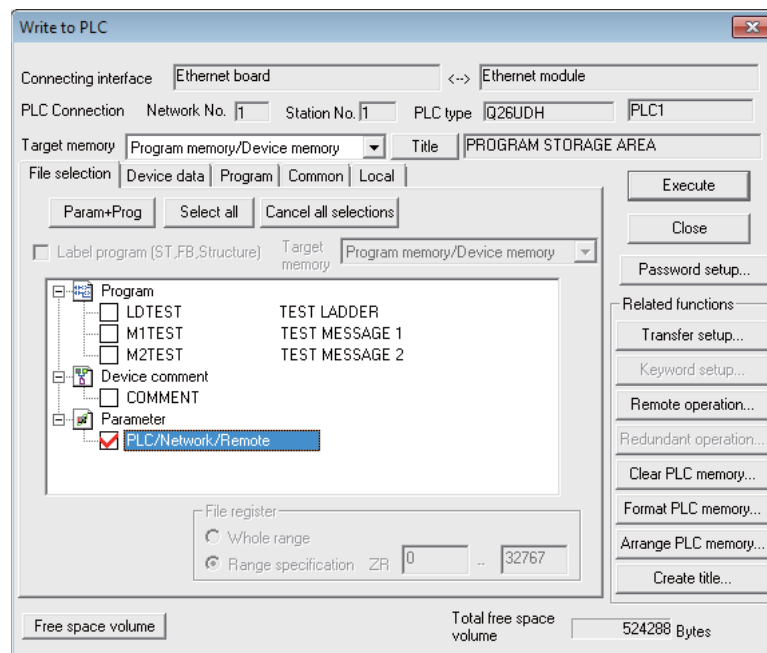 Write to PLC
Connecting interface Ethernet board <--> Ethernet module
PLC Connection Network No. 1 Station No. 1 PLC type Q26UDH PLC1
Target memory Program memory/Device memory Title PROGRAM STORAGE AREA
File selection Device data Program Common Local
Execute
Param+Prog Select all Cancel all selections
Close
Label program (ST,FB,Structure) Target memory Program memory/Device memory
Password setup...
Program
LDTEST TEST LADDER
M1TEST TEST MESSAGE 1
M2TEST TEST MESSAGE 2
Device comment
COMMENT
Parameter
PLC/Network/Remote
Related functions
Transfer setup...
Keyword setup...
Remote operation...
Redundant operation...
Clear PLC memory...
Format PLC memory...
Arrange PLC memory...
Create title...
File register
Whole range
Range specification ZR 0 .. 32767
Free space volume
Total free space volume 524288 Bytes